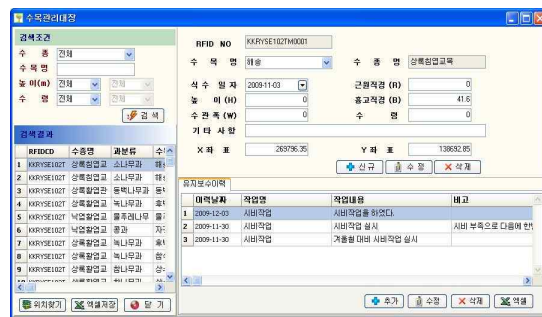 수목관리대장
검색조건
수 종 전체
수 목 명
높 이(m) 전체 전체
수 령 전체 전체
검 색
검색결과
RFIDCD 수종명 과분류
1 KKRYSE102T 상록침엽교 소나무과
2 KKRYSE102T 상록침엽교 소나무과
3 KKRYSE102T 상록활엽관 동백나무과
4 KKRYSE102T 상록활엽교 녹나무과
5 KKRYSE102T 낙엽활엽교 물푸레나무
6 KKRYSE102T 낙엽활엽교 콩과
7 KKRYSE102T 상록활엽교 녹나무과
8 KKRYSE102T 상록활엽교 녹나무과
9 KKRYSE102T 상록활엽교 참나무과
위치찾기 엑셀저장 닫 기
RFID NO KKRYSE102TM0001
수 목 명 해송 수 종 명 상록침엽교목
식 수 일 자 2009-11-03 근원직경 (R) 0
높 이 (H) 0 흉고직경 (B) 41.6
수 관 폭 (W) 0 수 령 0
기 타 사 항
X 좌 표 269796.35 Y 좌 표 138692.85
신 규 수 정 삭 제
유지보수이력
이력날짜 작업명 작업내용 비고
1 2009-12-03 시비작업 시비작업을 하였다.
2 2009-11-30 시비작업 시비작업 실시 시비 부족으로 다음에 한번
3 2009-11-30 시비작업 겨울철 대비 시비작업 실시
추가 수정 삭제 엑셀